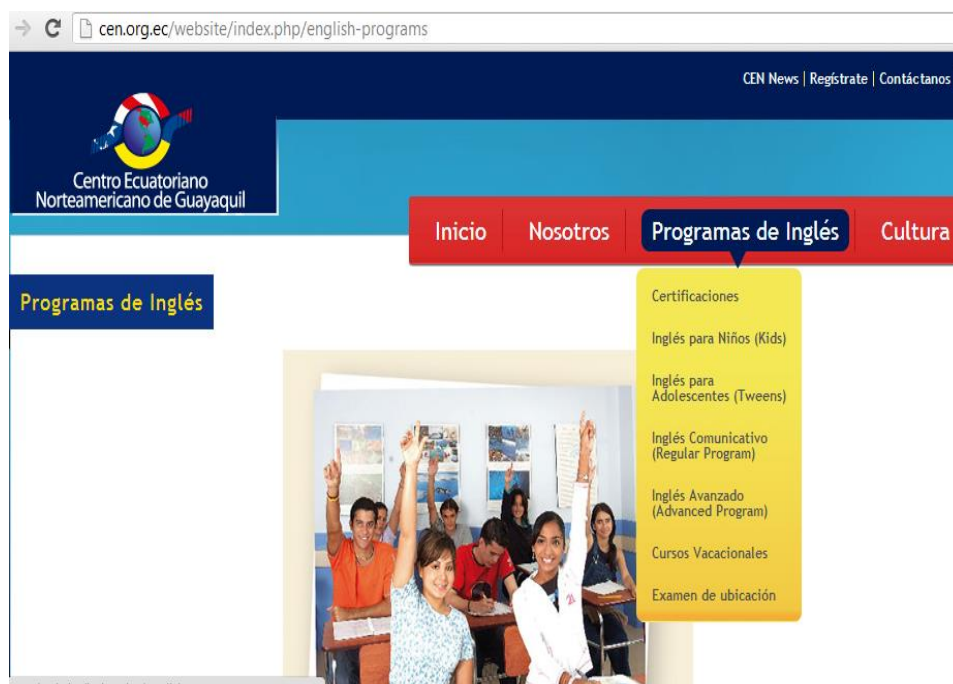 cen.org.ec/website/index.php/english-programs
CEN News | Regístrate | Contáctanos
Centro Ecuatoriano
Norteamericano de Guayaquil
Inicio
Nosotros
Programas de Inglés
Cultura
Programas de Inglés
Certificaciones
Inglés para Niños (Kids)
Inglés para
Adolescentes (Tweens)
Inglés Comunicativo
(Regular Program)
Inglés Avanzado
(Advanced Program)
Cursos Vacacionales
Examen de ubicación